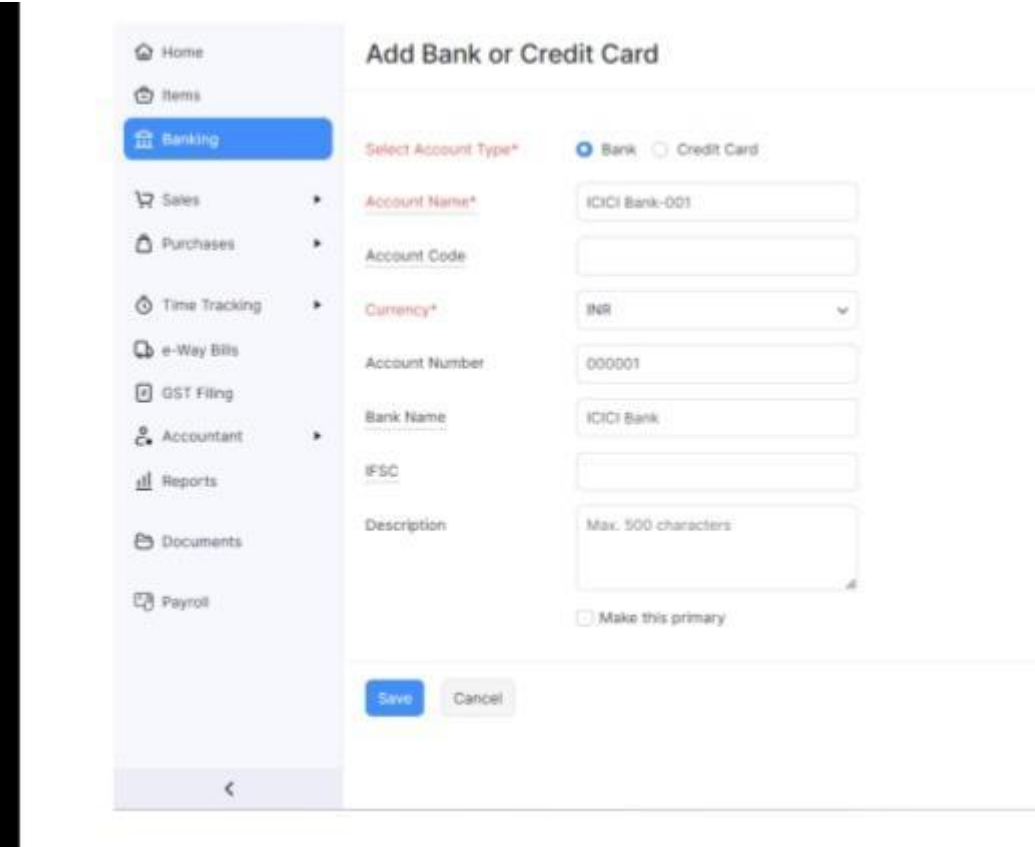 Home
Items
Banking
Sales
Purchases
Time Tracking
e-Way Bills
GST Filing
Accountant
Reports
Documents
Payroll
Add Bank or Credit Card
Select Account Type* Bank Credit Card
Account Name* ICICI Bank-001
Account Code
Currency* INR
Account Number 000001
Bank Name ICICI Bank
IFSC
Description Max. 500 characters
Make this primary
Save Cancel